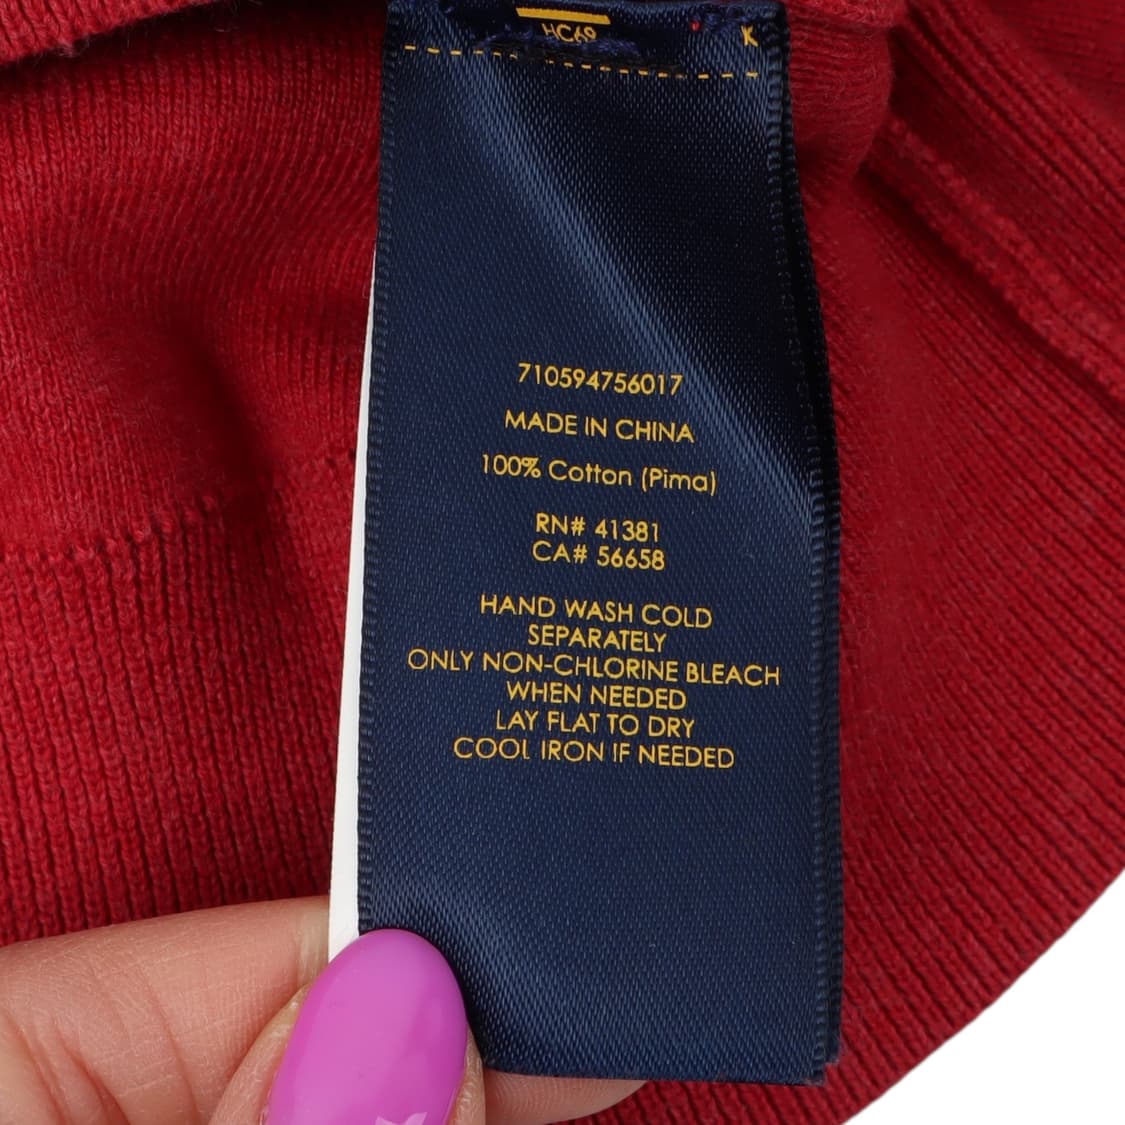 HC69
K
710594756017
MADE IN CHINA
100% Cotton (Pima)
RN# 41381
CA# 56658
HAND WASH COLD
SEPARATELY
ONLY NON-CHLORINE BLEACH
WHEN NEEDED
LAY FLAT TO DRY
COOL IRON IF NEEDED